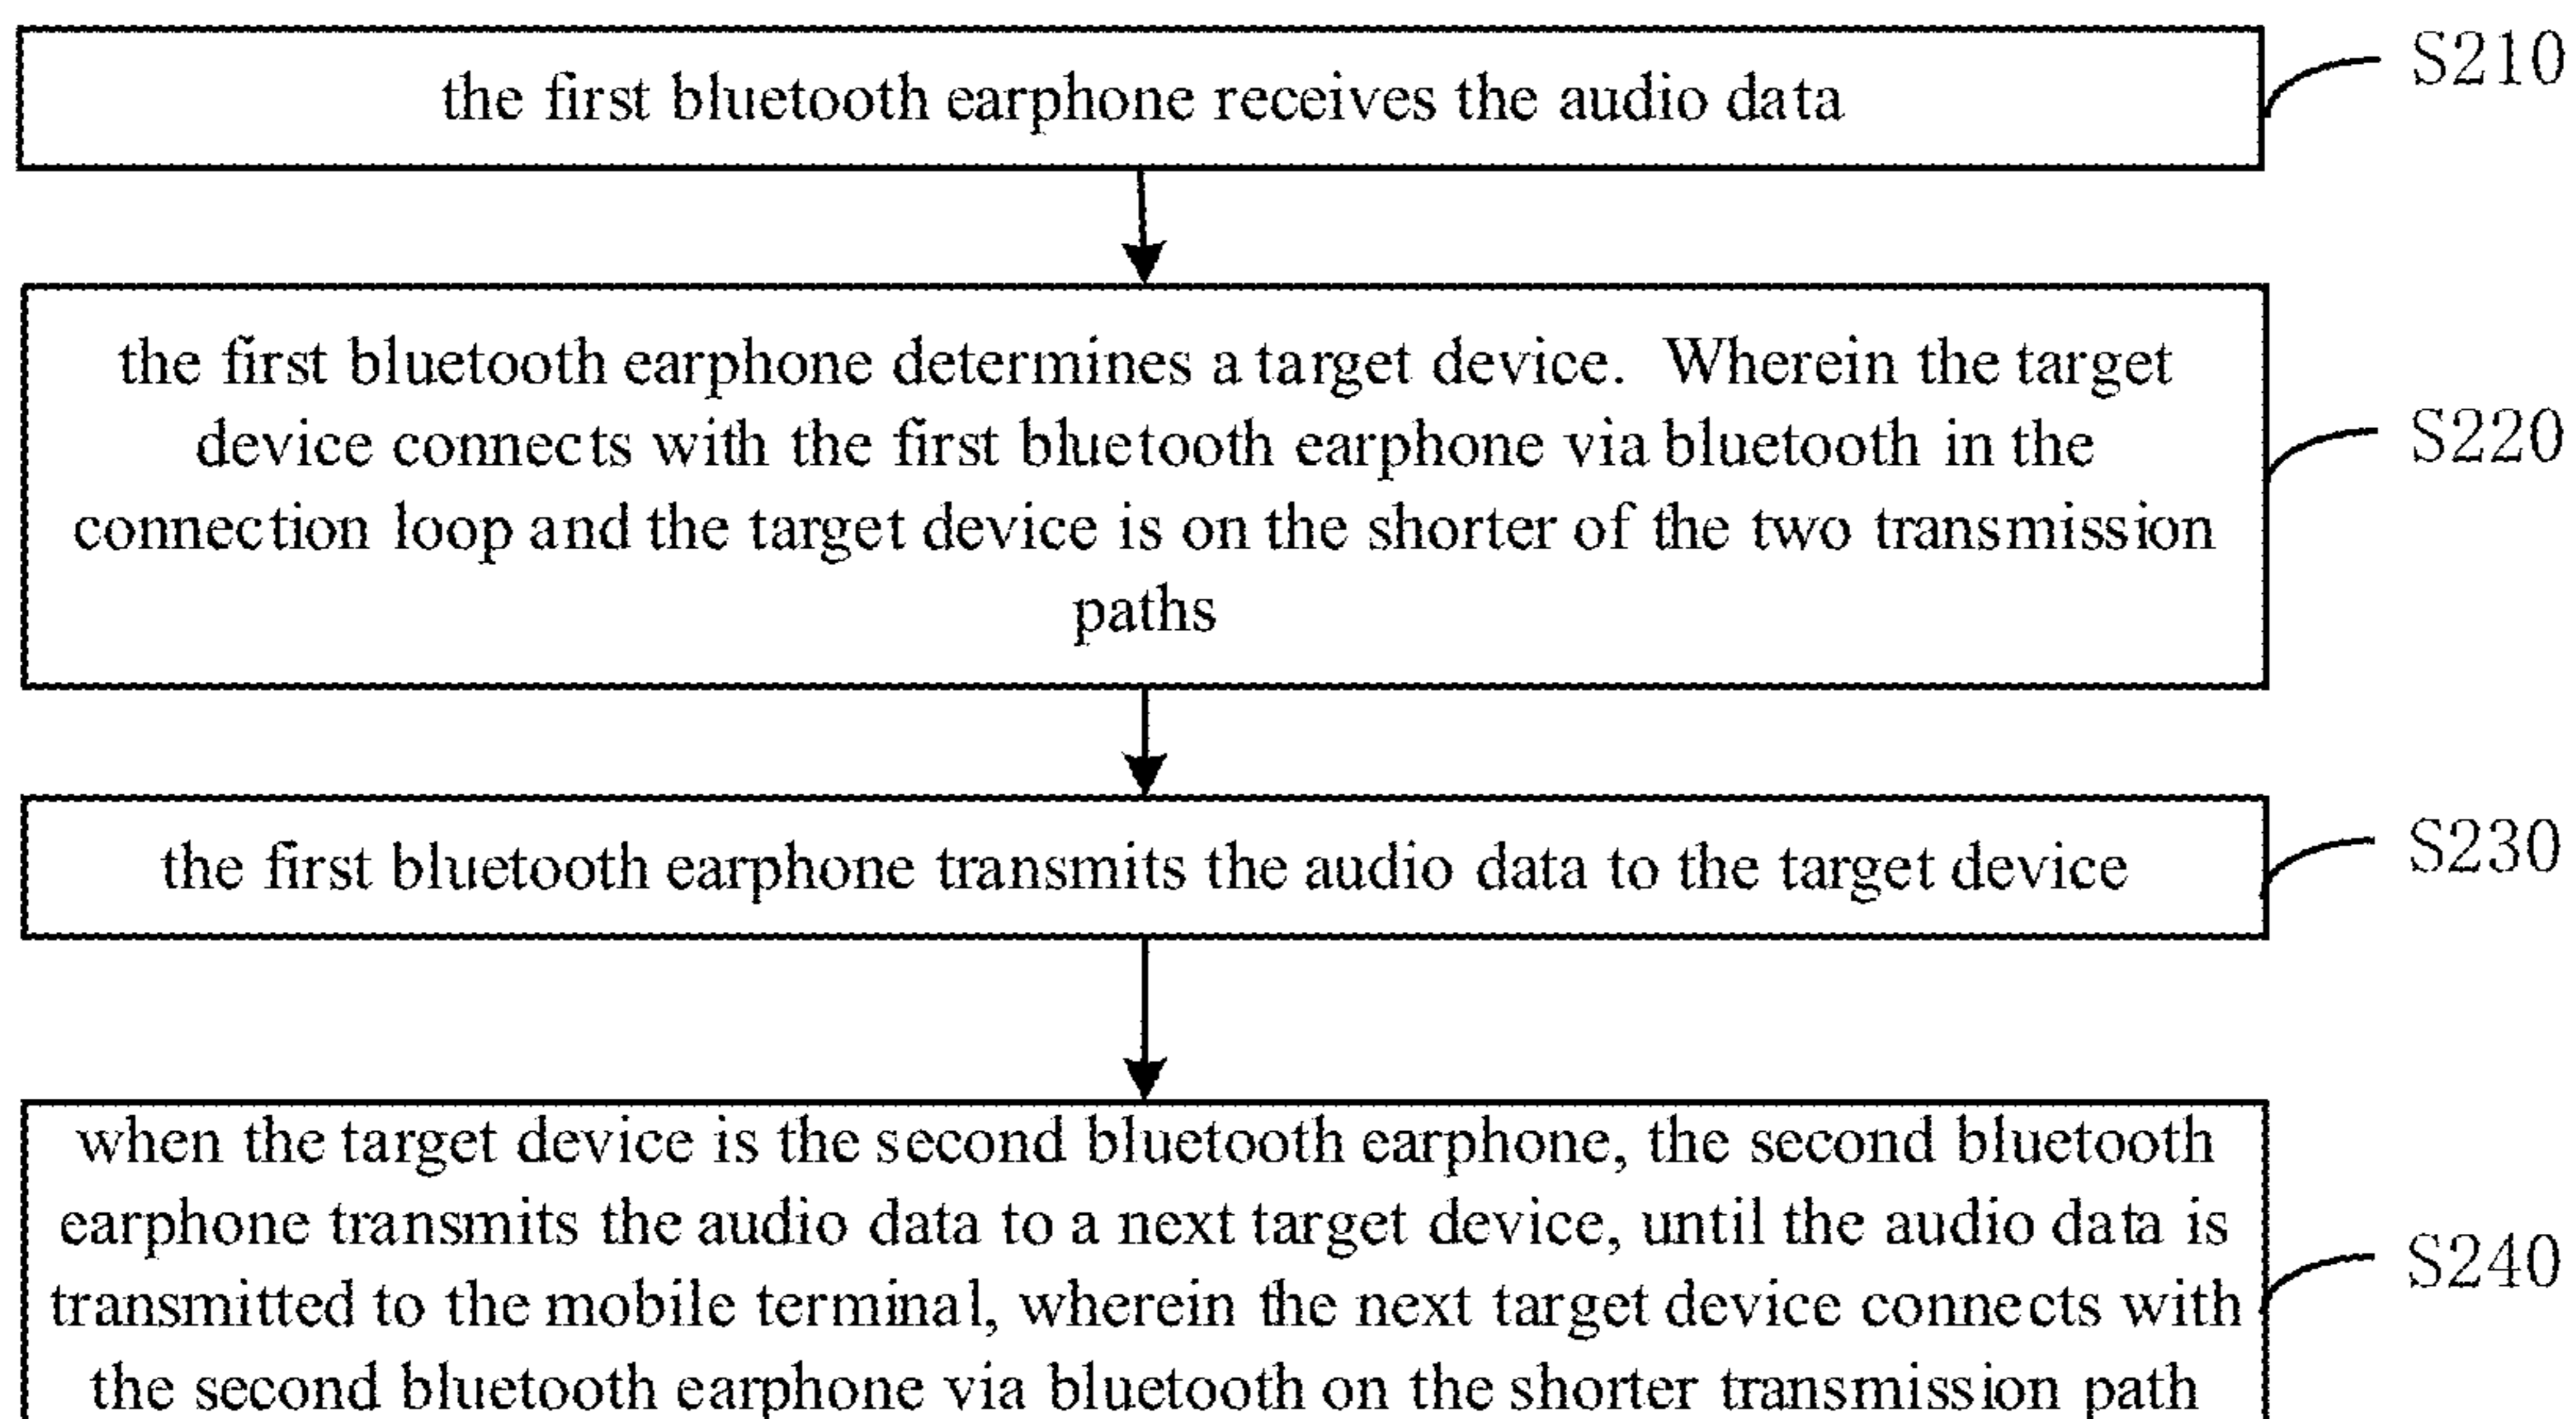 the first bluetooth earphone receives the audio data
S210
the first bluetooth earphone determines a target device. Wherein the target
device connects with the first bluetooth earphone via bluetooth in the
connection loop and the target device is on the shorter of the two transmission
paths
S220
the first bluetooth earphone transmits the audio data to the target device
S230
when the target device is the second bluetooth earphone, the second bluetooth
earphone transmits the audio data to a next target device, until the audio data is
transmitted to the mobile terminal, wherein the next target device connects with
the second bluetooth earphone via bluetooth on the shorter transmission path
S240